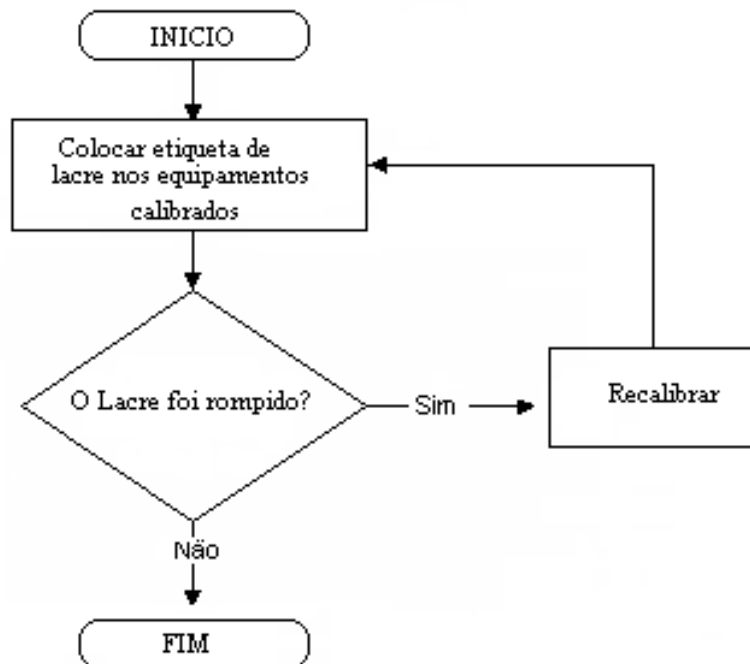 INICIO
Colocar etiqueta de
lacre nos equipamentos
calibrados
O Lacre foi rompido?
Sim
Recalibrar
Não
FIM